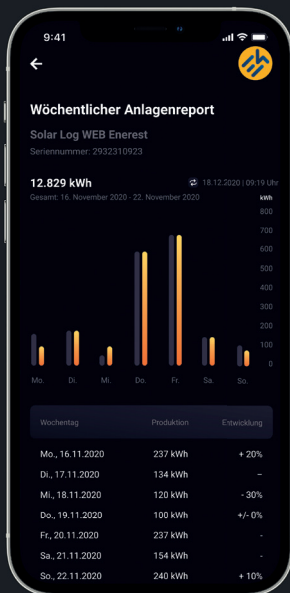 9:41
Wöchentlicher Anlagenreport
Solar Log WEB Enerest
Seriennummer: 2932310923
12.829 kWh
18.12.2020 | 09:19 Uhr
Gesamt: 16. November 2020 - 22. November 2020
kWh
800
700
600
500
400
300
200
100
0
Mo. Di. Mi. Do. Fr. Sa. So.
Wochentag Produktion Entwicklung
Mo., 16.11.2020 237 kWh + 20%
Di., 17.11.2020 134 kWh –
Mi., 18.11.2020 120 kWh - 30%
Do., 19.11.2020 100 kWh +/- 0%
Fr., 20.11.2020 237 kWh -
Sa., 21.11.2020 154 kWh -
So., 22.11.2020 240 kWh + 10%